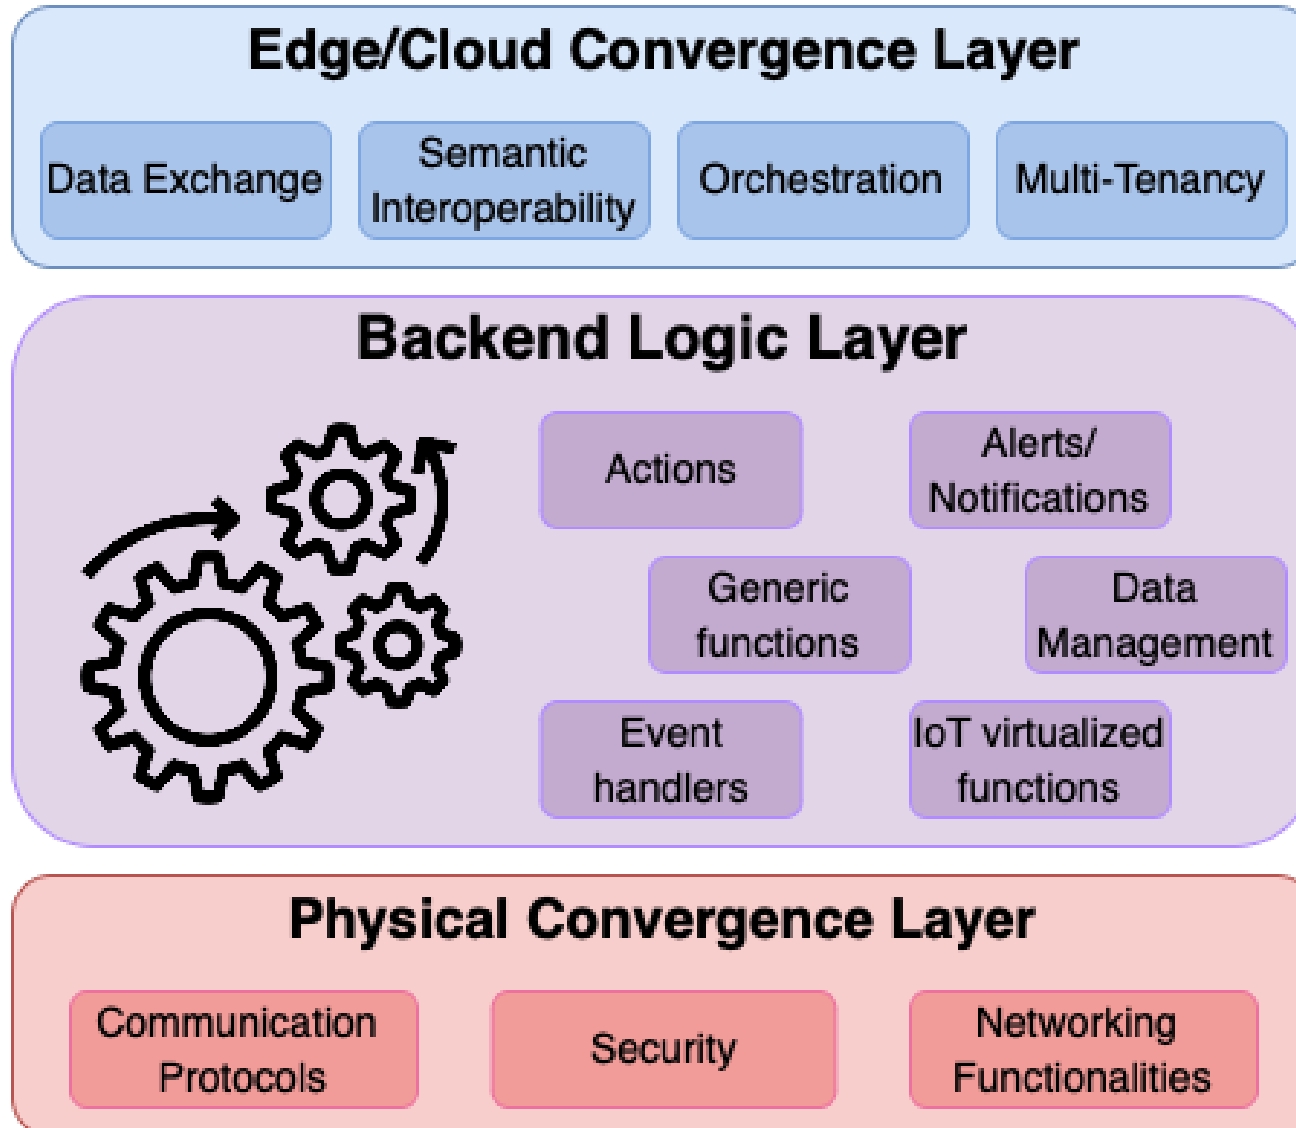 Edge/Cloud Convergence Layer
Data Exchange
Semantic
Interoperability
Orchestration
Multi-Tenancy
Backend Logic Layer
Actions
Alerts/
Notifications
Generic
functions
Data
Management
Event
handlers
IoT virtualized
functions
Physical Convergence Layer
Communication
Protocols
Security
Networking
Functionalities